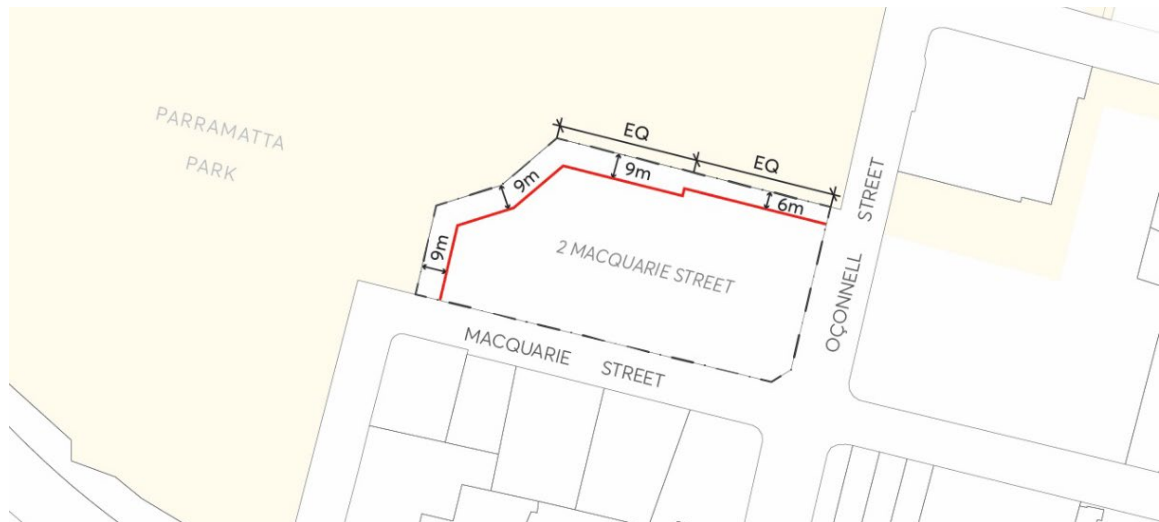 PARRAMATTA
PARK
EQ
EQ
9m
9m
6m
9m
2 MACQUARIE STREET
OÇONNELL STREET
MACQUARIE STREET